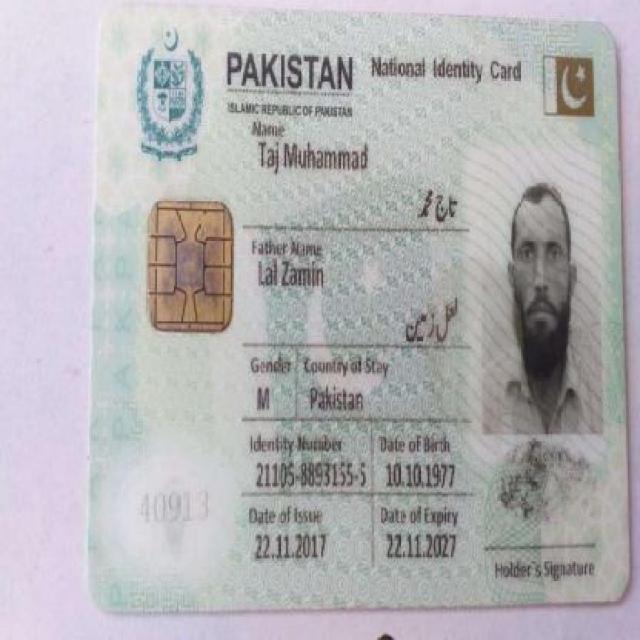 PAKISTAN National Identity Card
ISLAMIC REPUBLIC OF PAKISTAN
Name
Taj Muhammad
تاج محمد
Father Name
Lal Zamin
لعل زمین
Gender Country of Stay
M Pakistan
Identity Number Date of Birth
21105-8893155-5 10.10.1977
40913
Date of Issue Date of Expiry
22.11.2017 22.11.2027
Holder's Signature